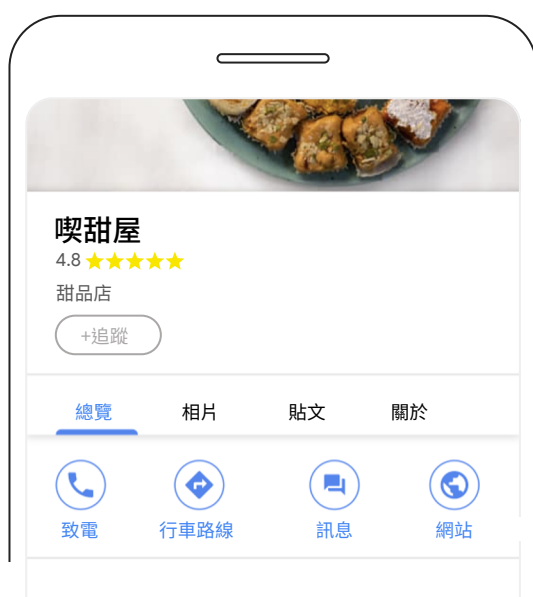 喫甜屋
4.8
甜品店
+追蹤
總覽 相片 貼文 關於
致電 行車路線 訊息 網站